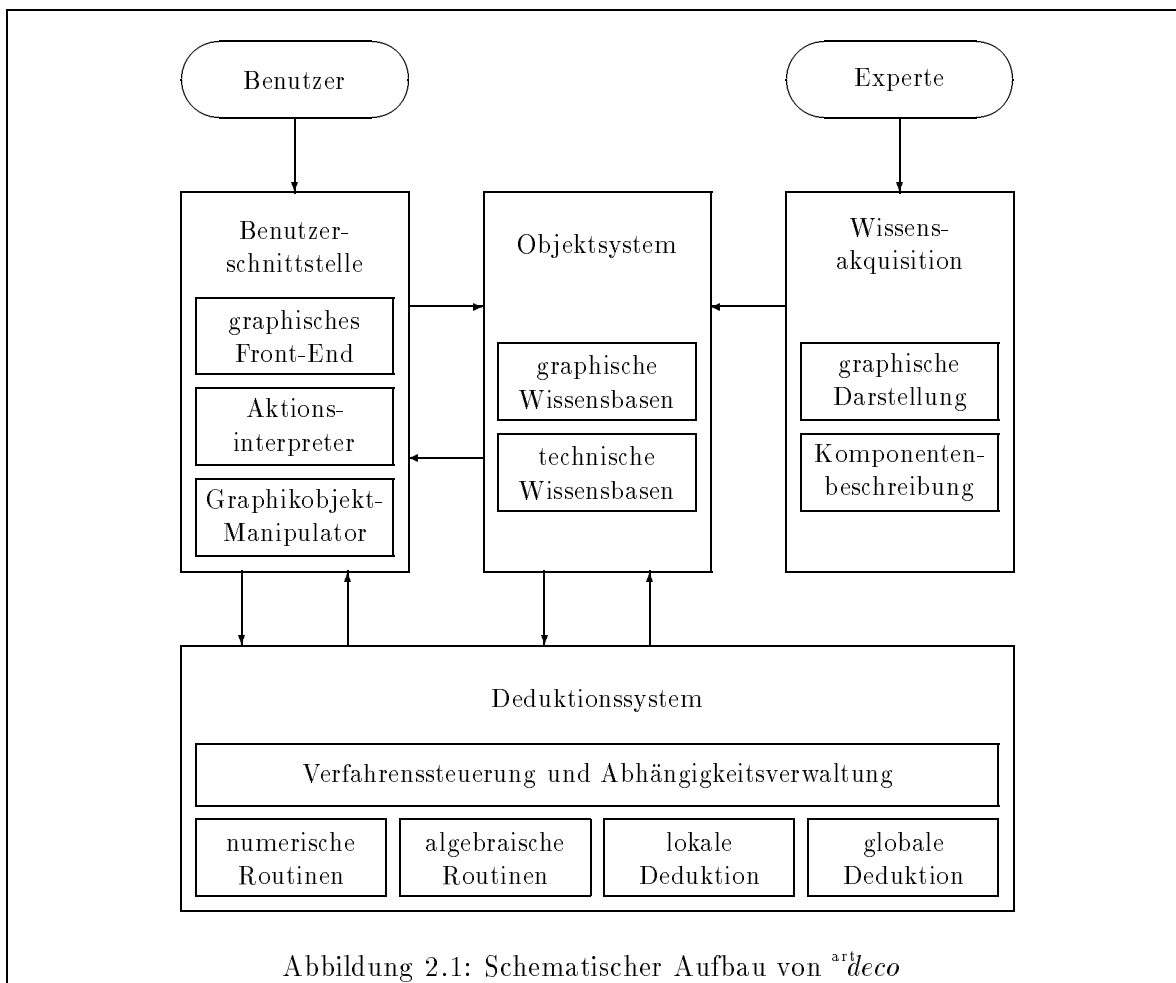 Benutzer
Experte
Benutzer-
schnittstelle
graphisches
Front-End
Aktions-
interpreter
Graphikobjekt-
Manipulator
Objektsystem
graphische
Wissensbasen
technische
Wissensbasen
Wissens-
akquisition
graphische
Darstellung
Komponenten-
beschreibung
Deduktionssystem
Verfahrenssteuerung und Abhängigkeitsverwaltung
numerische
Routinen
algebraische
Routinen
lokale
Deduktion
globale
Deduktion
Abbildung 2.1: Schematischer Aufbau von artdeco